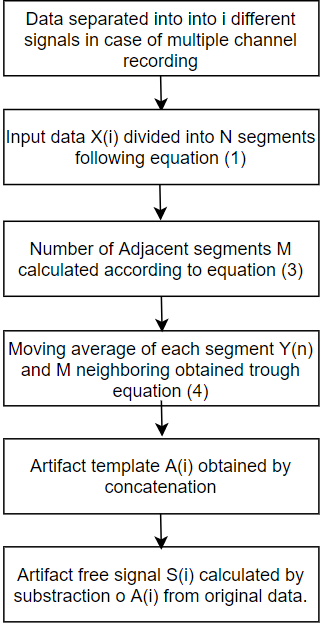 Data separated into into i different
signals in case of multiple channel
recording
Input data X(i) divided into N segments
following equation (1)
Number of Adjacent segments M
calculated according to equation (3)
Moving average of each segment Y(n)
and M neighboring obtained trough
equation (4)
Artifact template A(i) obtained by
concatenation
Artifact free signal S(i) calculated by
substraction o A(i) from original data.